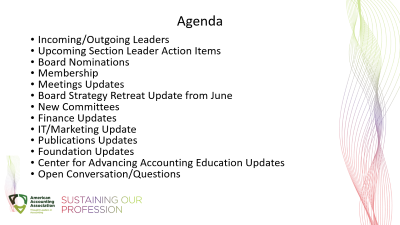 Agenda
• Incoming/Outgoing Leaders
• Upcoming Section Leader Action Items
• Board Nominations
• Membership
• Meetings Updates
• Board Strategy Retreat Update from June
• New Committees
• Finance Updates
• IT/Marketing Update
• Publications Updates
• Foundation Updates
• Center for Advancing Accounting Education Updates
• Open Conversation/Questions
American
Accounting
Association
SUSTAINING OUR
PROFESSION